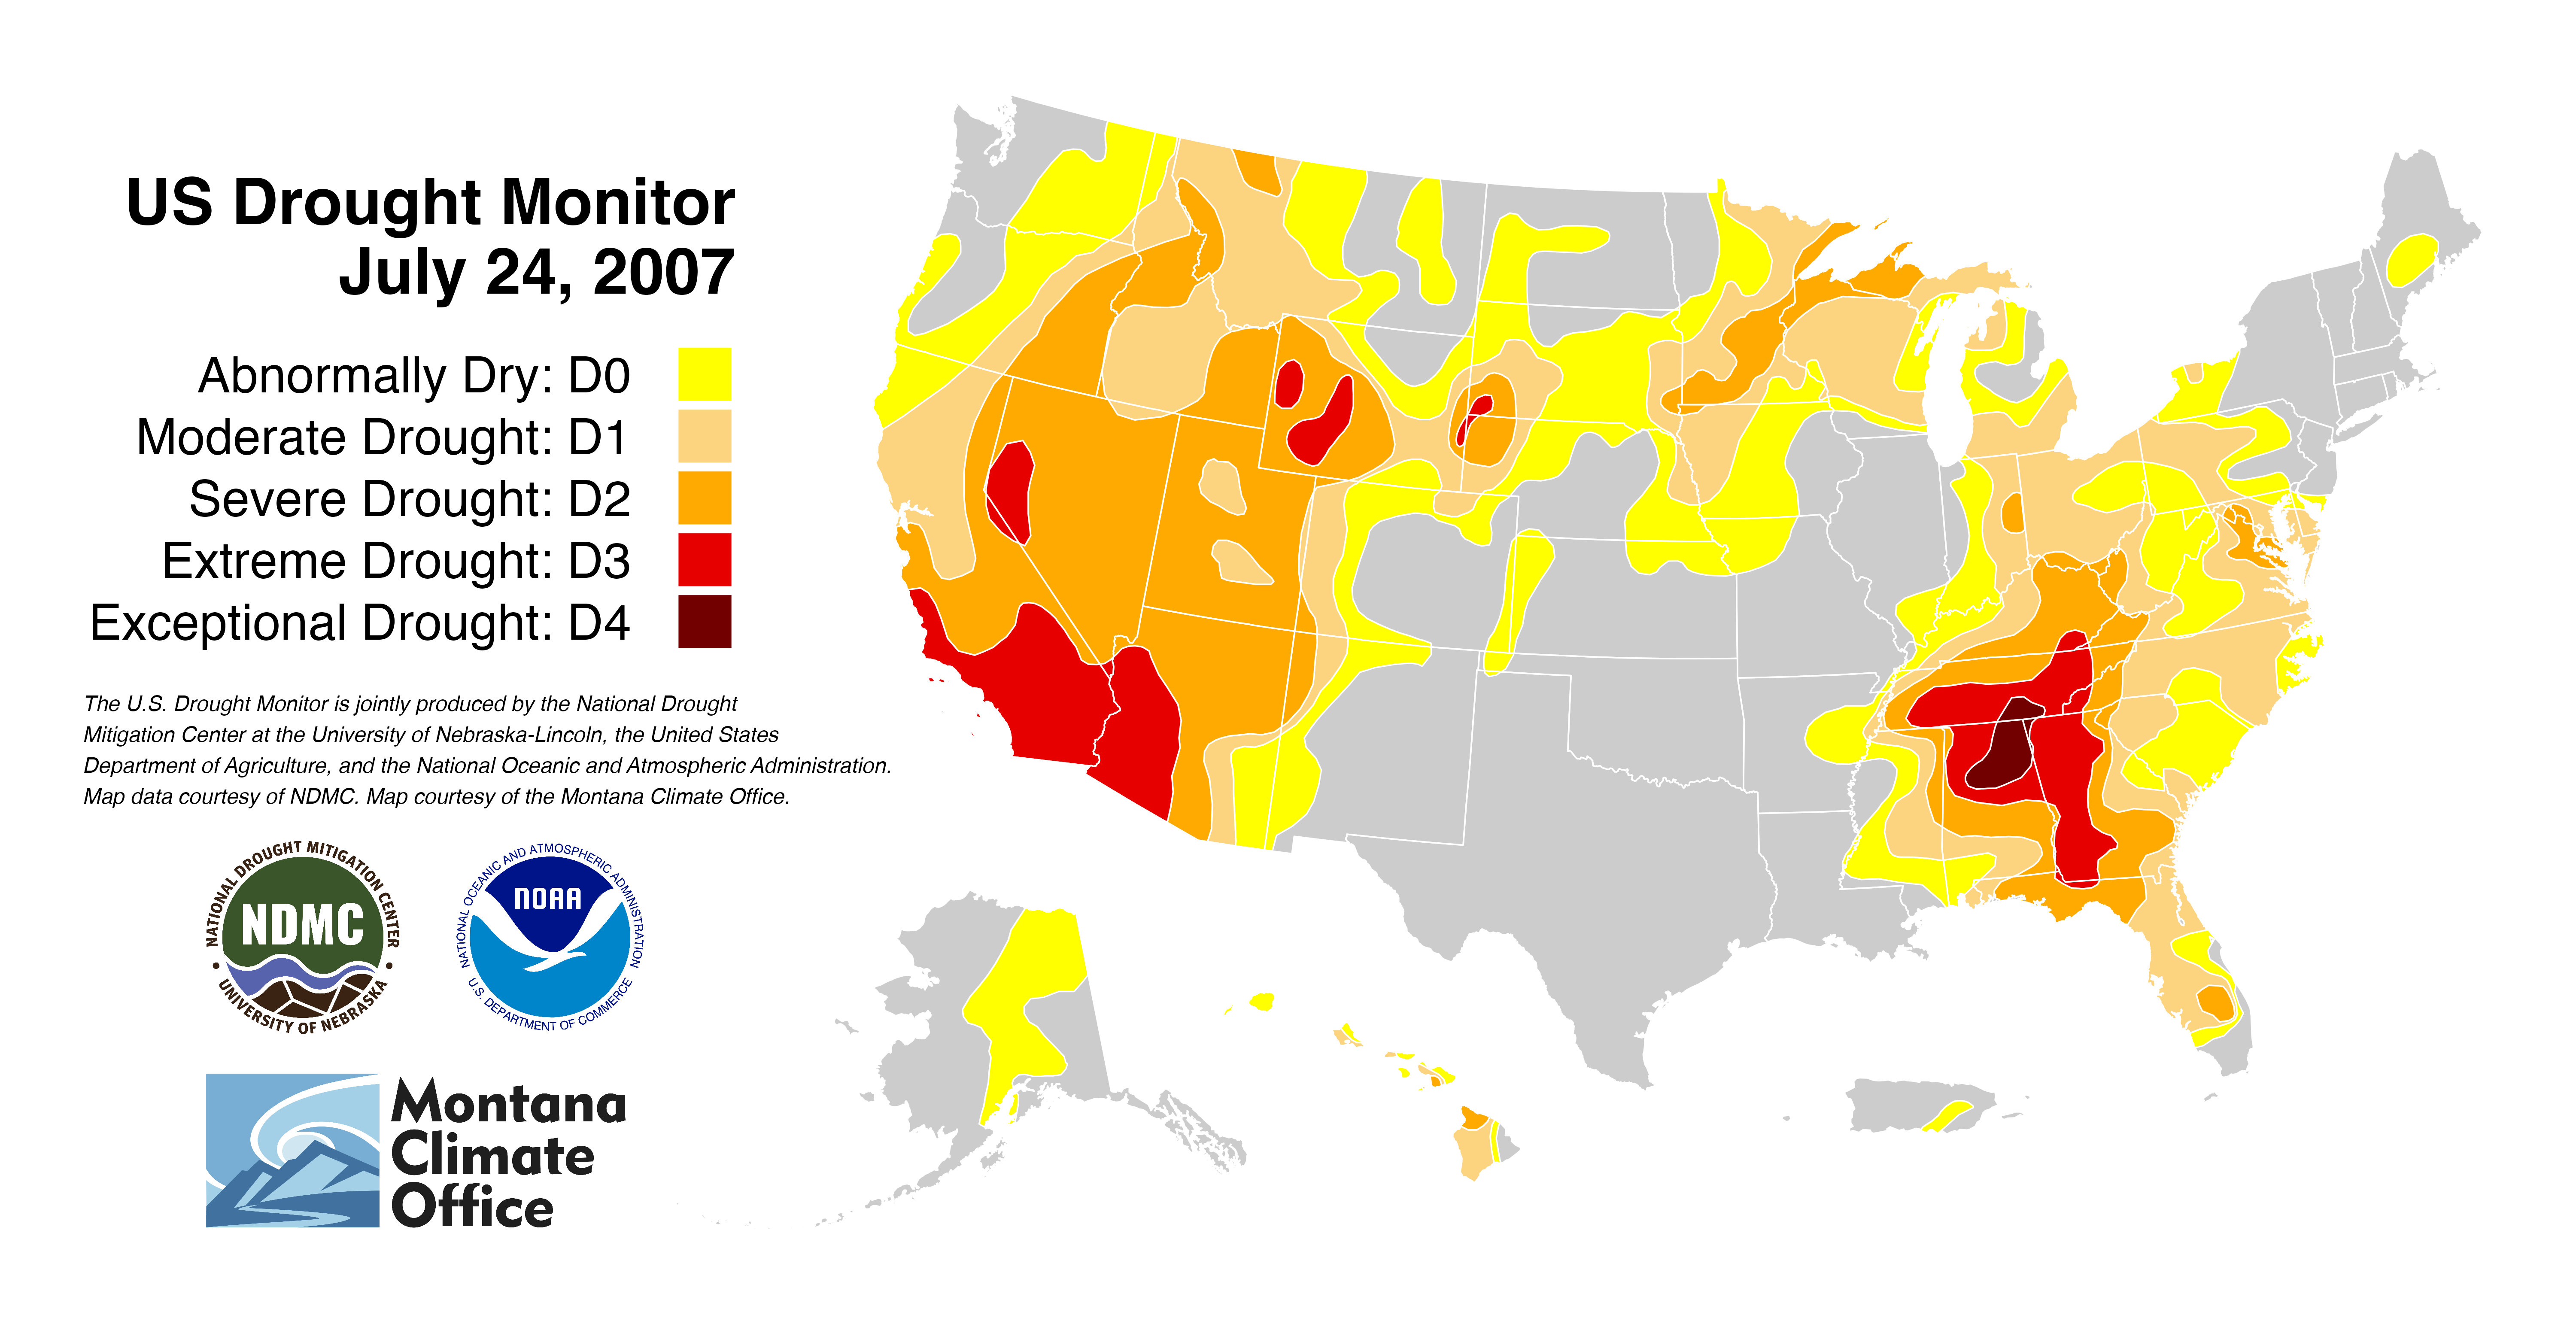 US Drought Monitor
July 24, 2007
Abnormally Dry: D0
Moderate Drought: D1
Severe Drought: D2
Extreme Drought: D3
Exceptional Drought: D4
The U.S. Drought Monitor is jointly produced by the National Drought
Mitigation Center at the University of Nebraska-Lincoln, the United States
Department of Agriculture, and the National Oceanic and Atmospheric Administration.
Map data courtesy of NDMC. Map courtesy of the Montana Climate Office.
NATIONAL DROUGHT MITIGATION CENTER
NDMC
• UNIVERSITY OF NEBRASKA •
NATIONAL OCEANIC AND ATMOSPHERIC ADMINISTRATION
NOAA
U.S. DEPARTMENT OF COMMERCE
Montana
Climate
Office